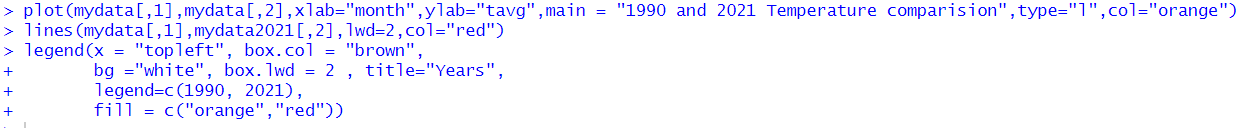 > plot(mydata[,1],mydata[,2],xlab="month",ylab="tavg",main = "1990 and 2021 Temperature comparision",type="l",col="orange")
> lines(mydata[,1],mydata2021[,2],lwd=2,col="red")
> legend(x = "topleft", box.col = "brown",
+        bg ="white", box.lwd = 2 , title="Years",
+        legend=c(1990, 2021),
+        fill = c("orange","red"))